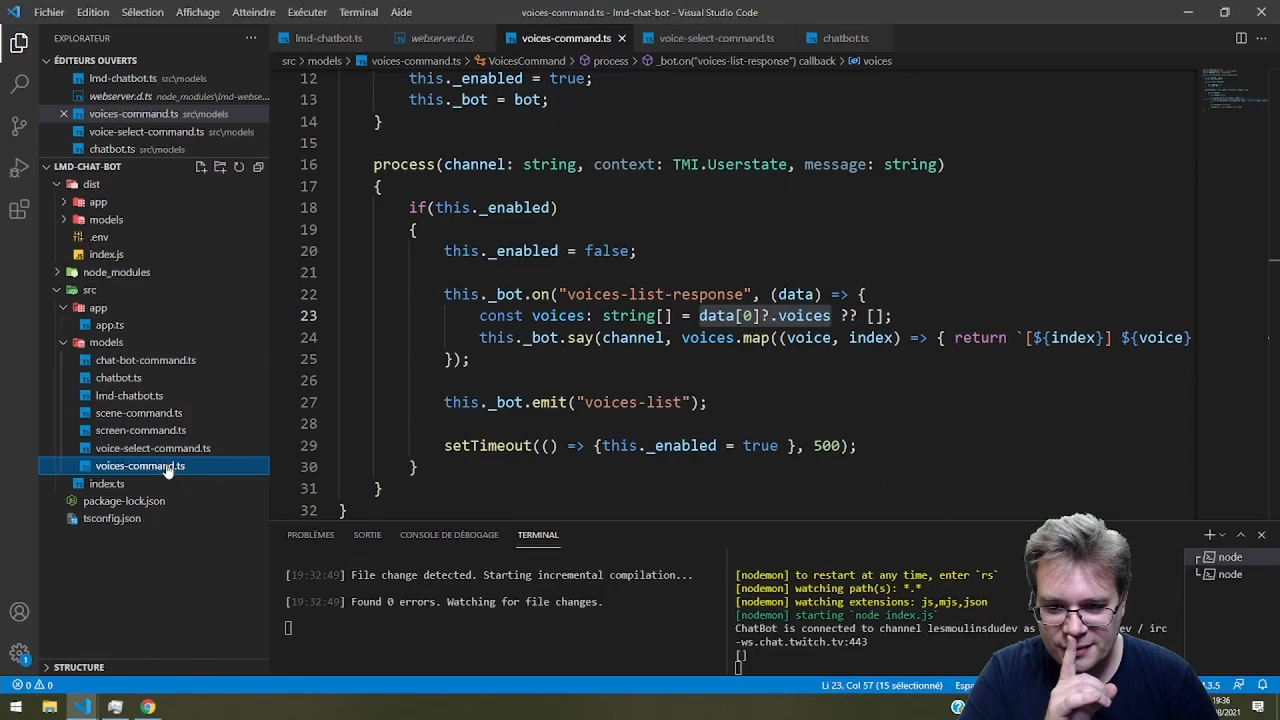 Fichier Edition Sélection Affichage Atteindre Exécuter Terminal Aide
voices-command.ts - lmd-chat-bot - Visual Studio Code
EXPLORATEUR ...
lmd-chatbot.ts webserver.d.ts voices-command.ts voice-select-command.ts chatbot.ts
ÉDITEURS OUVERTS
lmd-chatbot.ts src\models
webserver.d.ts node_modules\lmd-webse...
voices-command.ts src\models
voice-select-command.ts src\models
chatbot.ts src\models
LMD-CHAT-BOT
dist
app
models
.env
index.js
node_modules
src
app
app.ts
models
chat-bot-command.ts
chatbot.ts
lmd-chatbot.ts
scene-command.ts
screen-command.ts
voice-select-command.ts
voices-command.ts
index.ts
package-lock.json
tsconfig.json
STRUCTURE
src > models > voices-command.ts > VoicesCommand > process > _bot.on("voices-list-response") callback > voices
12 this._enabled = true;
13 this._bot = bot;
14 }
15
16 process(channel: string, context: TMI.Userstate, message: string)
17 {
18 if(this._enabled)
19 {
20 this._enabled = false;
21
22 this._bot.on("voices-list-response", (data) => {
23 const voices: string[] = data[0]?.voices ?? [];
24 this._bot.say(channel, voices.map((voice, index) => { return `[${index}] ${voice}
25 });
26
27 this._bot.emit("voices-list");
28
29 setTimeout(() => {this._enabled = true }, 500);
30 }
31 }
32 }
PROBLÈMES SORTIE CONSOLE DE DÉBOGAGE TERMINAL
[19:32:49] File change detected. Starting incremental compilation...
[19:32:49] Found 0 errors. Watching for file changes.
[nodemon] to restart at any time, enter `rs`
[nodemon] watching path(s): *.*
[nodemon] watching extensions: js,mjs,json
[nodemon] starting `node index.js`
ChatBot is connected to channel lesmoulinsdudev as
-ws.chat.twitch.tv:443
[]
dev / irc
node
node
0 0
Li 23, Col 57 (15 sélectionné)
3.5
1
19:36